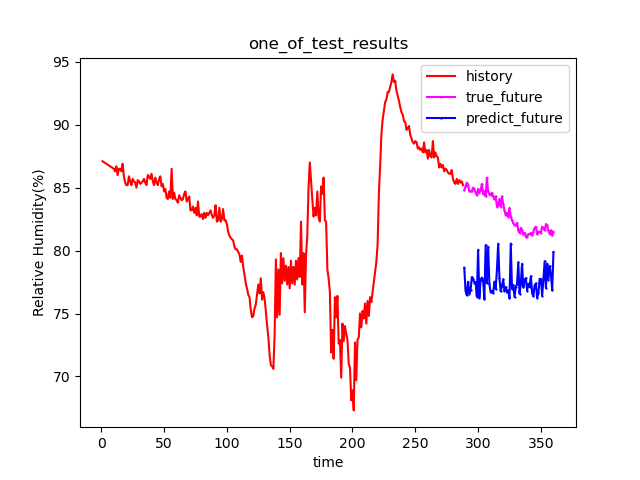 one_of_test_results
95
90
85
80
75
70
Relative Humidity(%)
history
true_future
predict_future
0
50
100
150
200
250
300
350
time